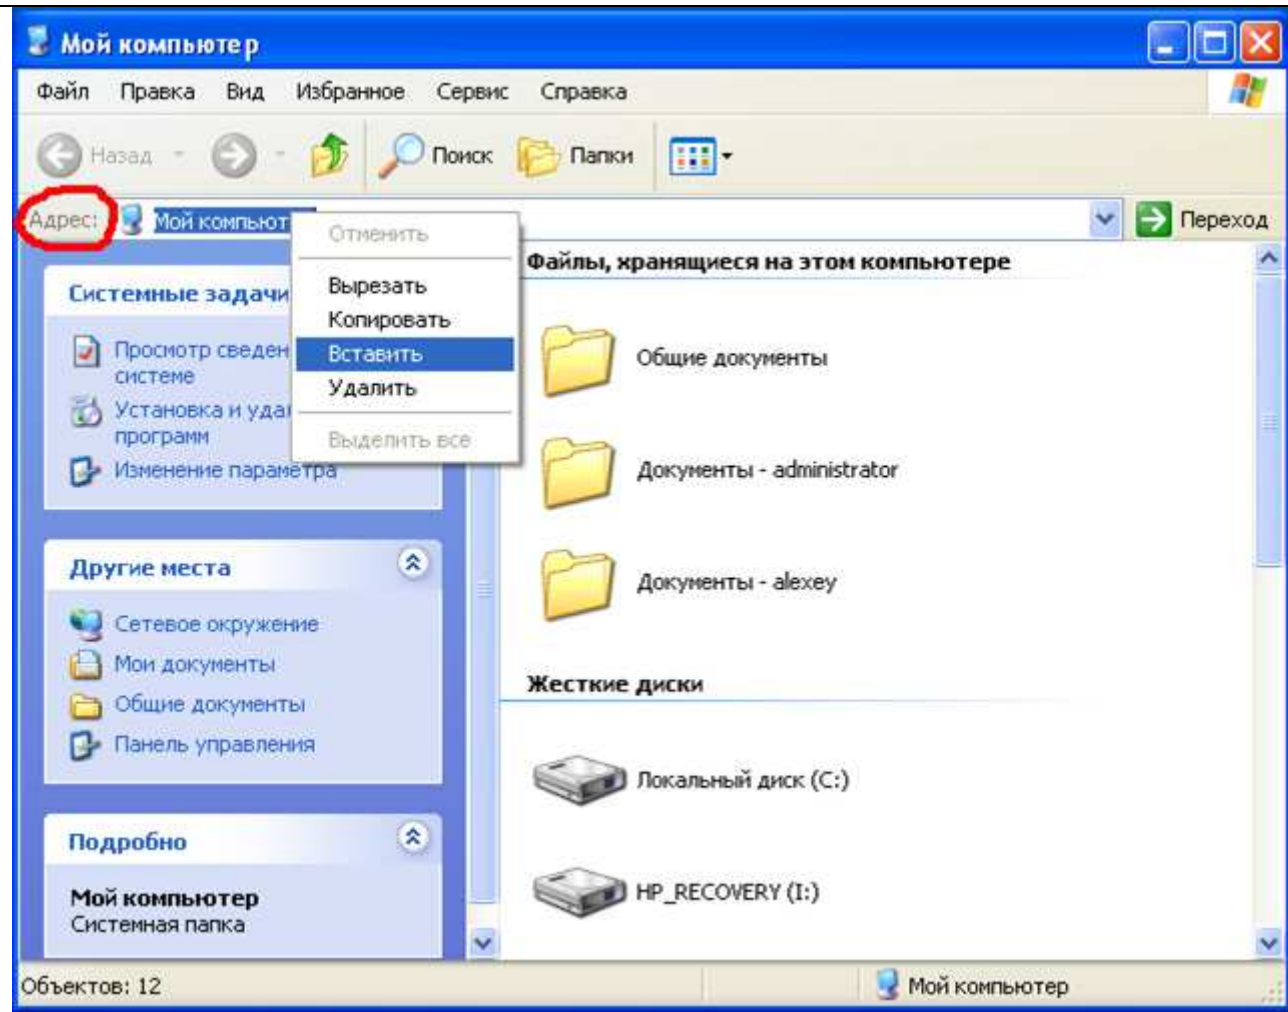 Мой компьютер
Файл Правка Вид Избранное Сервис Справка
Назад Поиск Папки
Адрес: Мой компьют Переход
Отменить
Вырезать
Копировать
Вставить
Удалить
Выделить все
Системные задачи
Просмотр сведен
системе
Установка и уда
программ
Изменение параметра
Другие места
Сетевое окружение
Мои документы
Общие документы
Панель управления
Подробно
Мой компьютер
Системная папка
Файлы, хранящиеся на этом компьютере
Общие документы
Документы - administrator
Документы - alexey
Жесткие диски
Локальный диск (C:)
HP_RECOVERY (I:)
Объектов: 12 Мой компьютер